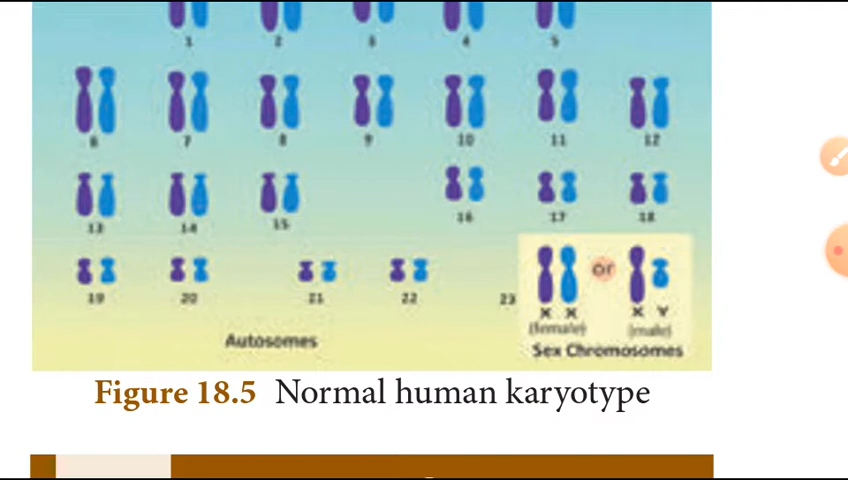 1 2 3 4 5
6 7 8 9 10 11 12
13 14 15 16 17 18
19 20 21 22 23
or
X X X Y
(female) (male)
Autosomes
Sex Chromosomes
Figure 18.5 Normal human karyotype